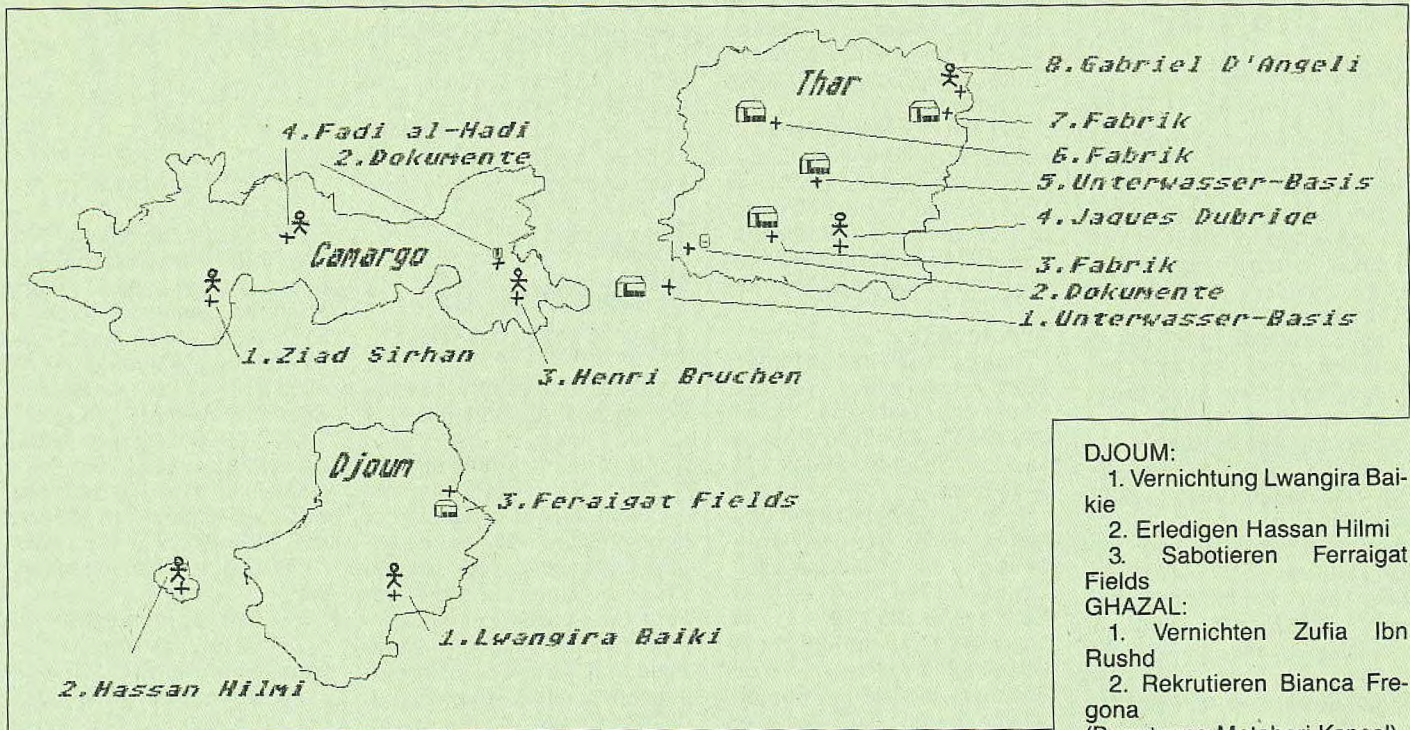 Camargo
4.Fadi al-Hadi
2.Dokumente
1.Ziad Sirhan
3.Henri Bruchen
Thar
8.Gabriel D'Angeli
7.Fabrik
6.Fabrik
5.Unterwasser-Basis
4.Jaques Dubrige
3.Fabrik
2.Dokumente
1.Unterwasser-Basis
Djoum
3.Feraigat Fields
1.Lwangira Baiki
2.Hassan Hilmi
DJOUM:
1. Vernichtung Lwangira Bai-
kie
2. Erledigen Hassan Hilmi
3. Sabotieren Ferraigat
Fields
GHAZAL:
1. Vernichten Zufia Ibn
Rushd
2. Rekrutieren Bianca Fre-
gona